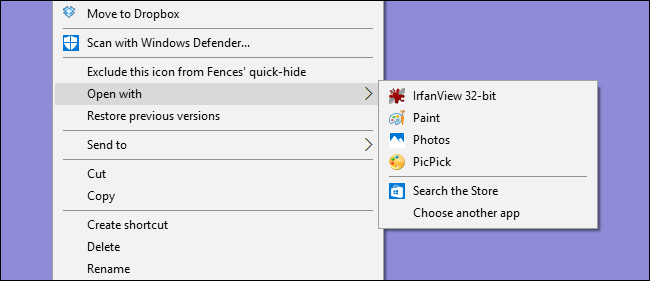 Move to Dropbox
Scan with Windows Defender...
Exclude this icon from Fences' quick-hide
Open with
Restore previous versions
Send to
Cut
Copy
Create shortcut
Delete
Rename
IrfanView 32-bit
Paint
Photos
PicPick
Search the Store
Choose another app